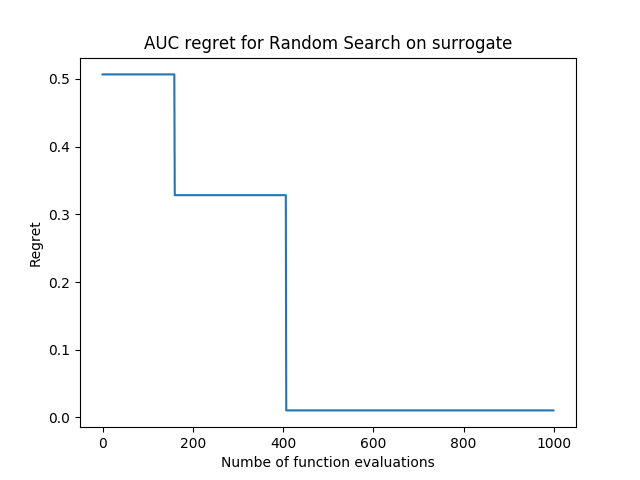 AUC regret for Random Search on surrogate
0.5
0.4
0.3
0.2
0.1
0.0
Regret
0 200 400 600 800 1000
Numbe of function evaluations